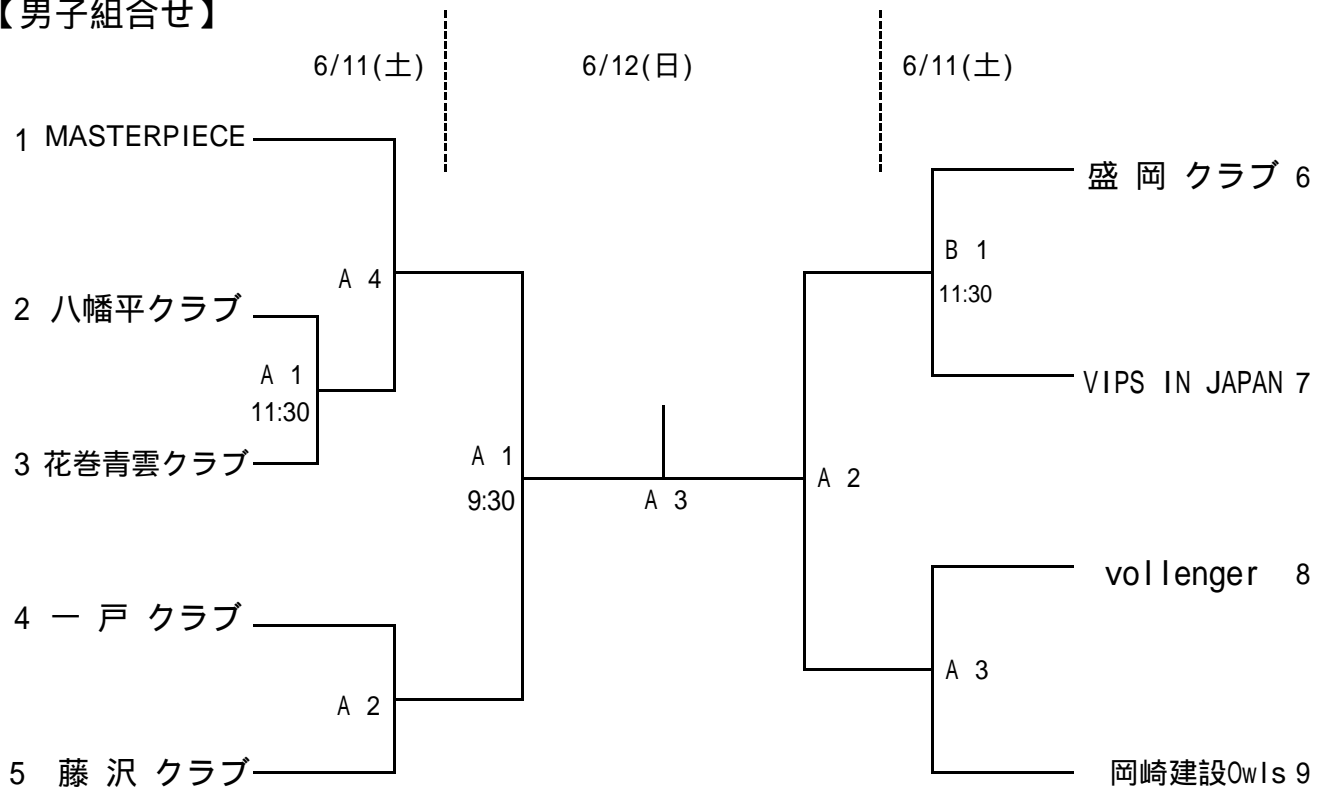 【男子組合せ】
6/11(土)
6/12(日)
6/11(土)
1 MASTERPIECE
盛 岡 クラブ 6
B 1
11:30
A 4
2 八幡平クラブ
A 1
11:30
VIPS IN JAPAN 7
3 花巻青雲クラブ
A 1
9:30
A 3
A 2
vollenger 8
4 一 戸 クラブ
A 3
A 2
5 藤 沢 クラブ
岡崎建設Owls 9